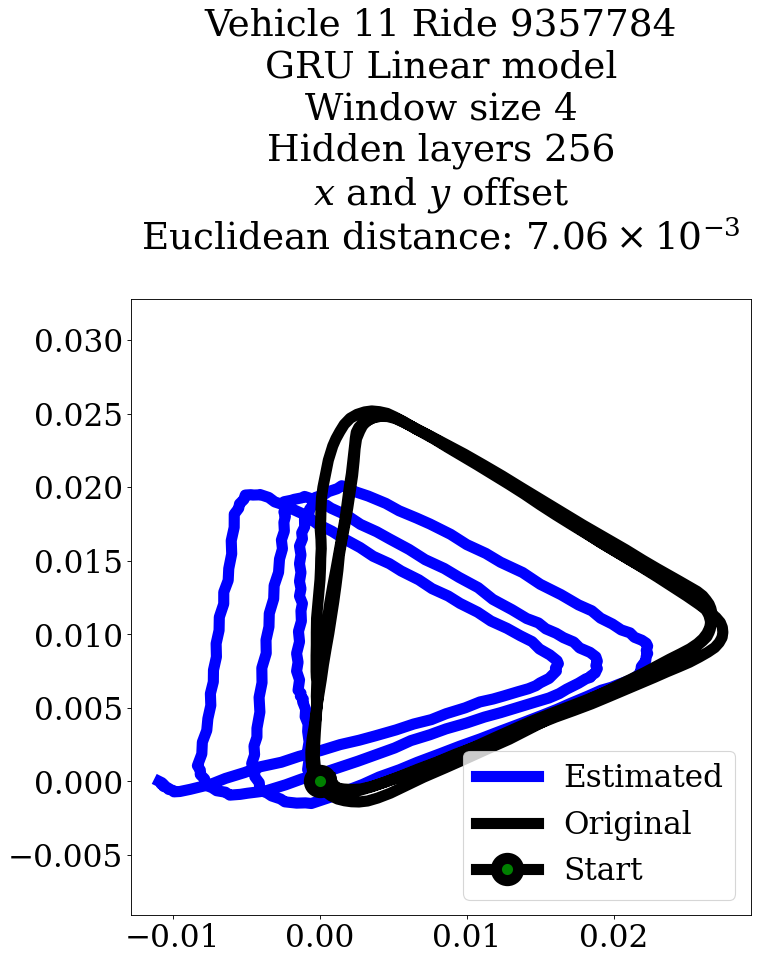 Vehicle 11 Ride 9357784
GRU Linear model
Window size 4
Hidden layers 256
x and y offset
Euclidean distance: 7.06 × 10⁻³
0.030
0.025
0.020
0.015
0.010
0.005
0.000
−0.005
Estimated
Original
Start
−0.01 0.00 0.01 0.02